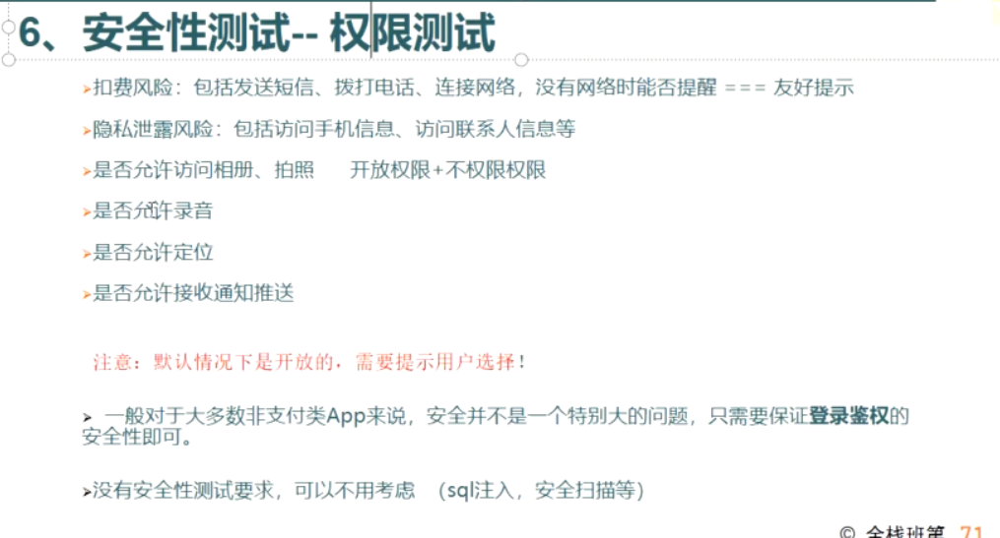 6、安全性测试-- 权限测试
➢扣费风险：包括发送短信、拨打电话、连接网络，没有网络时能否提醒 === 友好提示
➢隐私泄露风险：包括访问手机信息、访问联系人信息等
➢是否允许访问相册、拍照 开放权限+不权限权限
➢是否允许录音
➢是否允许定位
➢是否允许接收通知推送
注意：默认情况下是开放的，需要提示用户选择！
➢ 一般对于大多数非支付类App来说，安全并不是一个特别大的问题，只需要保证登录鉴权的
安全性即可。
➢没有安全性测试要求，可以不用考虑 （sql注入，安全扫描等）
© 全栈班第 71